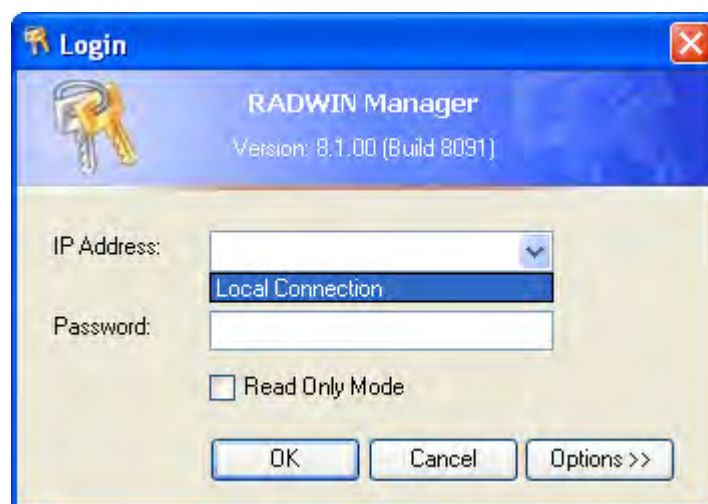 Login
RADWIN Manager
Version: 8.1.00 (Build 8091)
IP Address:
Local Connection
Password:
Read Only Mode
OK Cancel Options >>